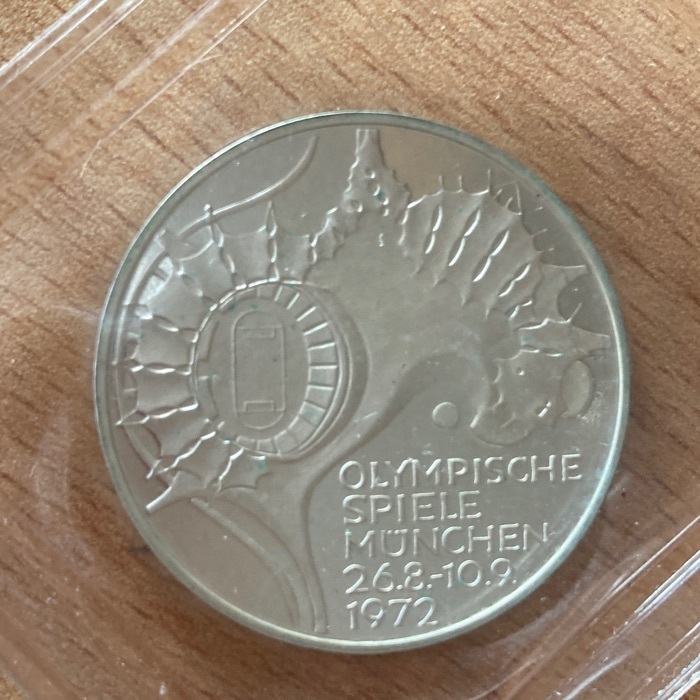 OLYMPISCHE
SPIELE
MÜNCHEN
26.8.-10.9.
1972